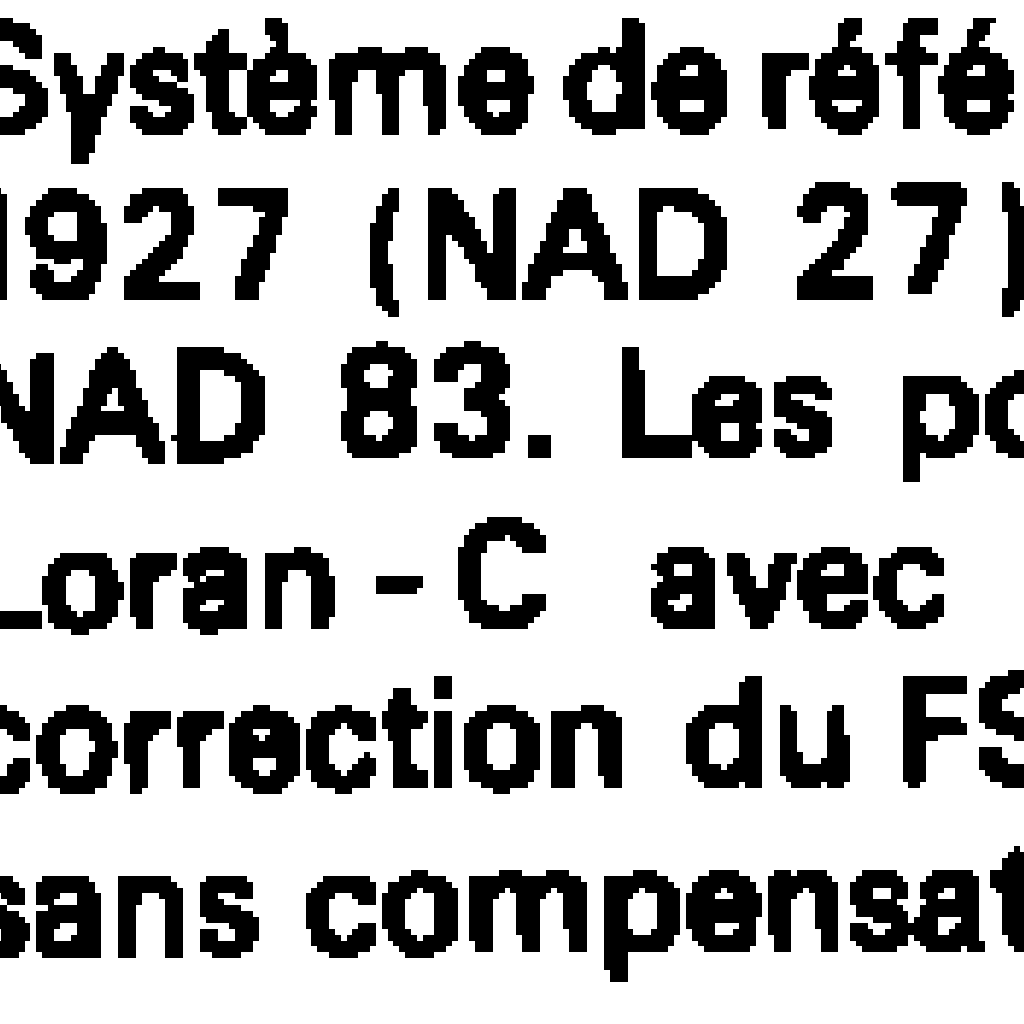 Système de réfé
1927 (NAD 27)
NAD 83. Les po
Loran - C avec
correction du FS
sans compensat